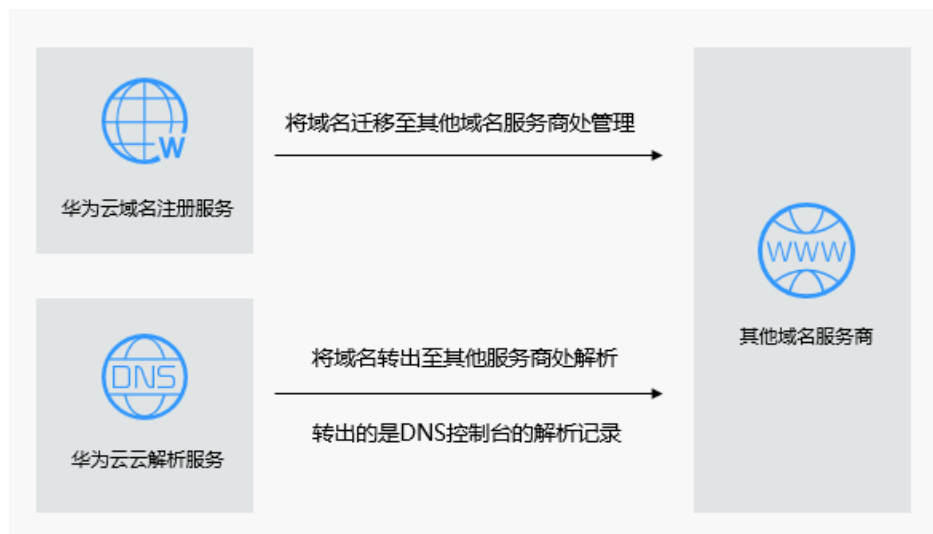 将域名迁移至其他域名服务商处管理
W
华为云域名注册服务
WWW
其他域名服务商
将域名转出至其他服务商处解析
DNS
转出的是DNS控制台的解析记录
华为云云解析服务